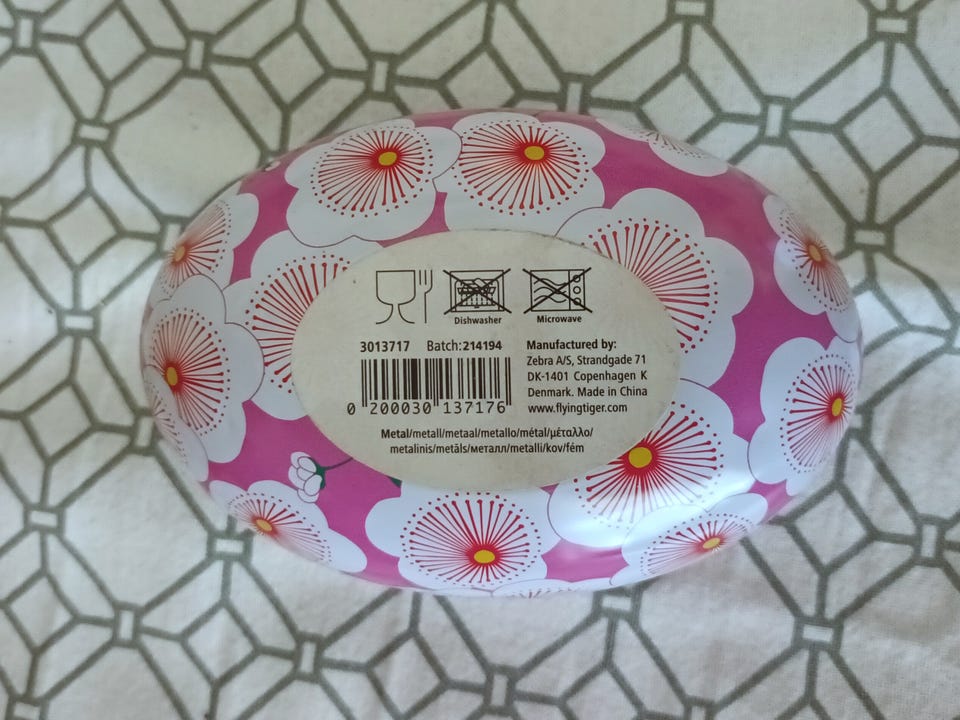 Dishwasher Microwave
3013717 Batch:214194
0 200030 137176
Manufactured by:
Zebra A/S, Strandgade 71
DK-1401 Copenhagen K
Denmark. Made in China
www.flyingtiger.com
Metal/metall/metaal/metallo/métal/μέταλλο/
metalinis/metāls/металл/metalli/kov/fém